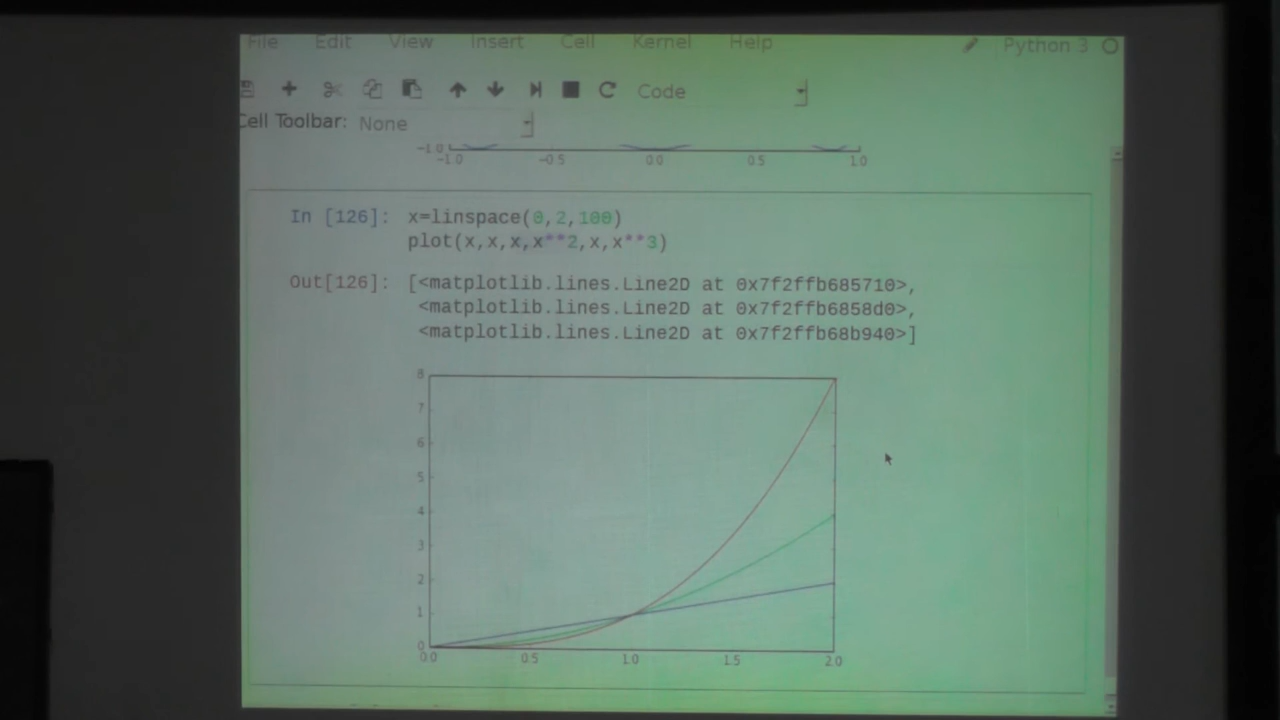 File Edit View Insert Cell Kernel Help Python 3
Code
Cell Toolbar: None
−1.0
−1.0 −0.5 0.0 0.5 1.0
In [126]: x=linspace(0,2,100)
plot(x,x,x,x**2,x,x**3)
Out[126]: [<matplotlib.lines.Line2D at 0x7f2ffb685710>,
<matplotlib.lines.Line2D at 0x7f2ffb6858d0>,
<matplotlib.lines.Line2D at 0x7f2ffb68b940>]
8
7
6
5
4
3
2
1
0
0.0 0.5 1.0 1.5 2.0